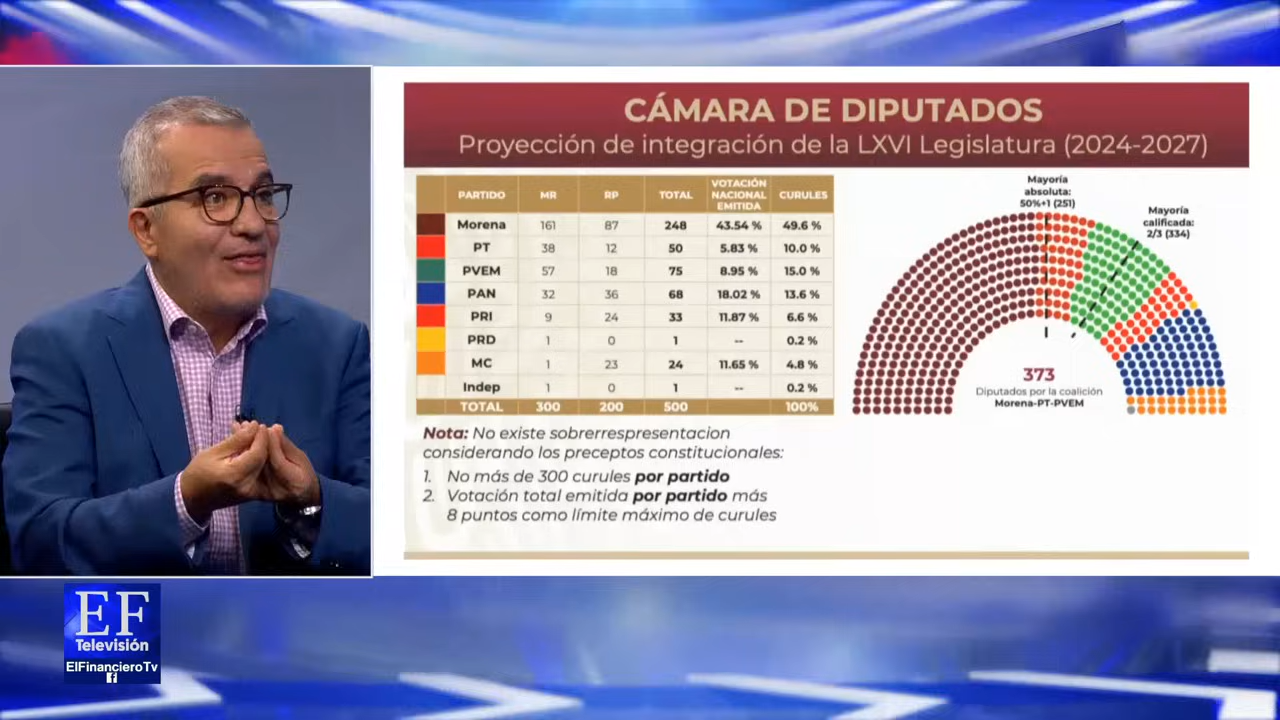 CÁMARA DE DIPUTADOS
Proyección de integración de la LXVI Legislatura (2024-2027)
PARTIDO MR RP TOTAL VOTACIÓN NACIONAL EMITIDA CURULES
Morena 161 87 248 43.54 % 49.6 %
PT 38 12 50 5.83 % 10.0 %
PVEM 57 18 75 8.95 % 15.0 %
PAN 32 36 68 18.02 % 13.6 %
PRI 9 24 33 11.87 % 6.6 %
PRD 1 0 1 -- 0.2 %
MC 1 23 24 11.65 % 4.8 %
Indep 1 0 1 -- 0.2 %
TOTAL 300 200 500 100%
Nota: No existe sobrerrespresentacion
considerando los preceptos constitucionales:
1. No más de 300 curules por partido
2. Votación total emitida por partido más
8 puntos como límite máximo de curules
Mayoría
absoluta:
50%+1 (251)
Mayoría
calificada:
2/3 (334)
373
Diputados por la coalición
Morena-PT-PVEM
EF
Televisión
ElFinancieroTv